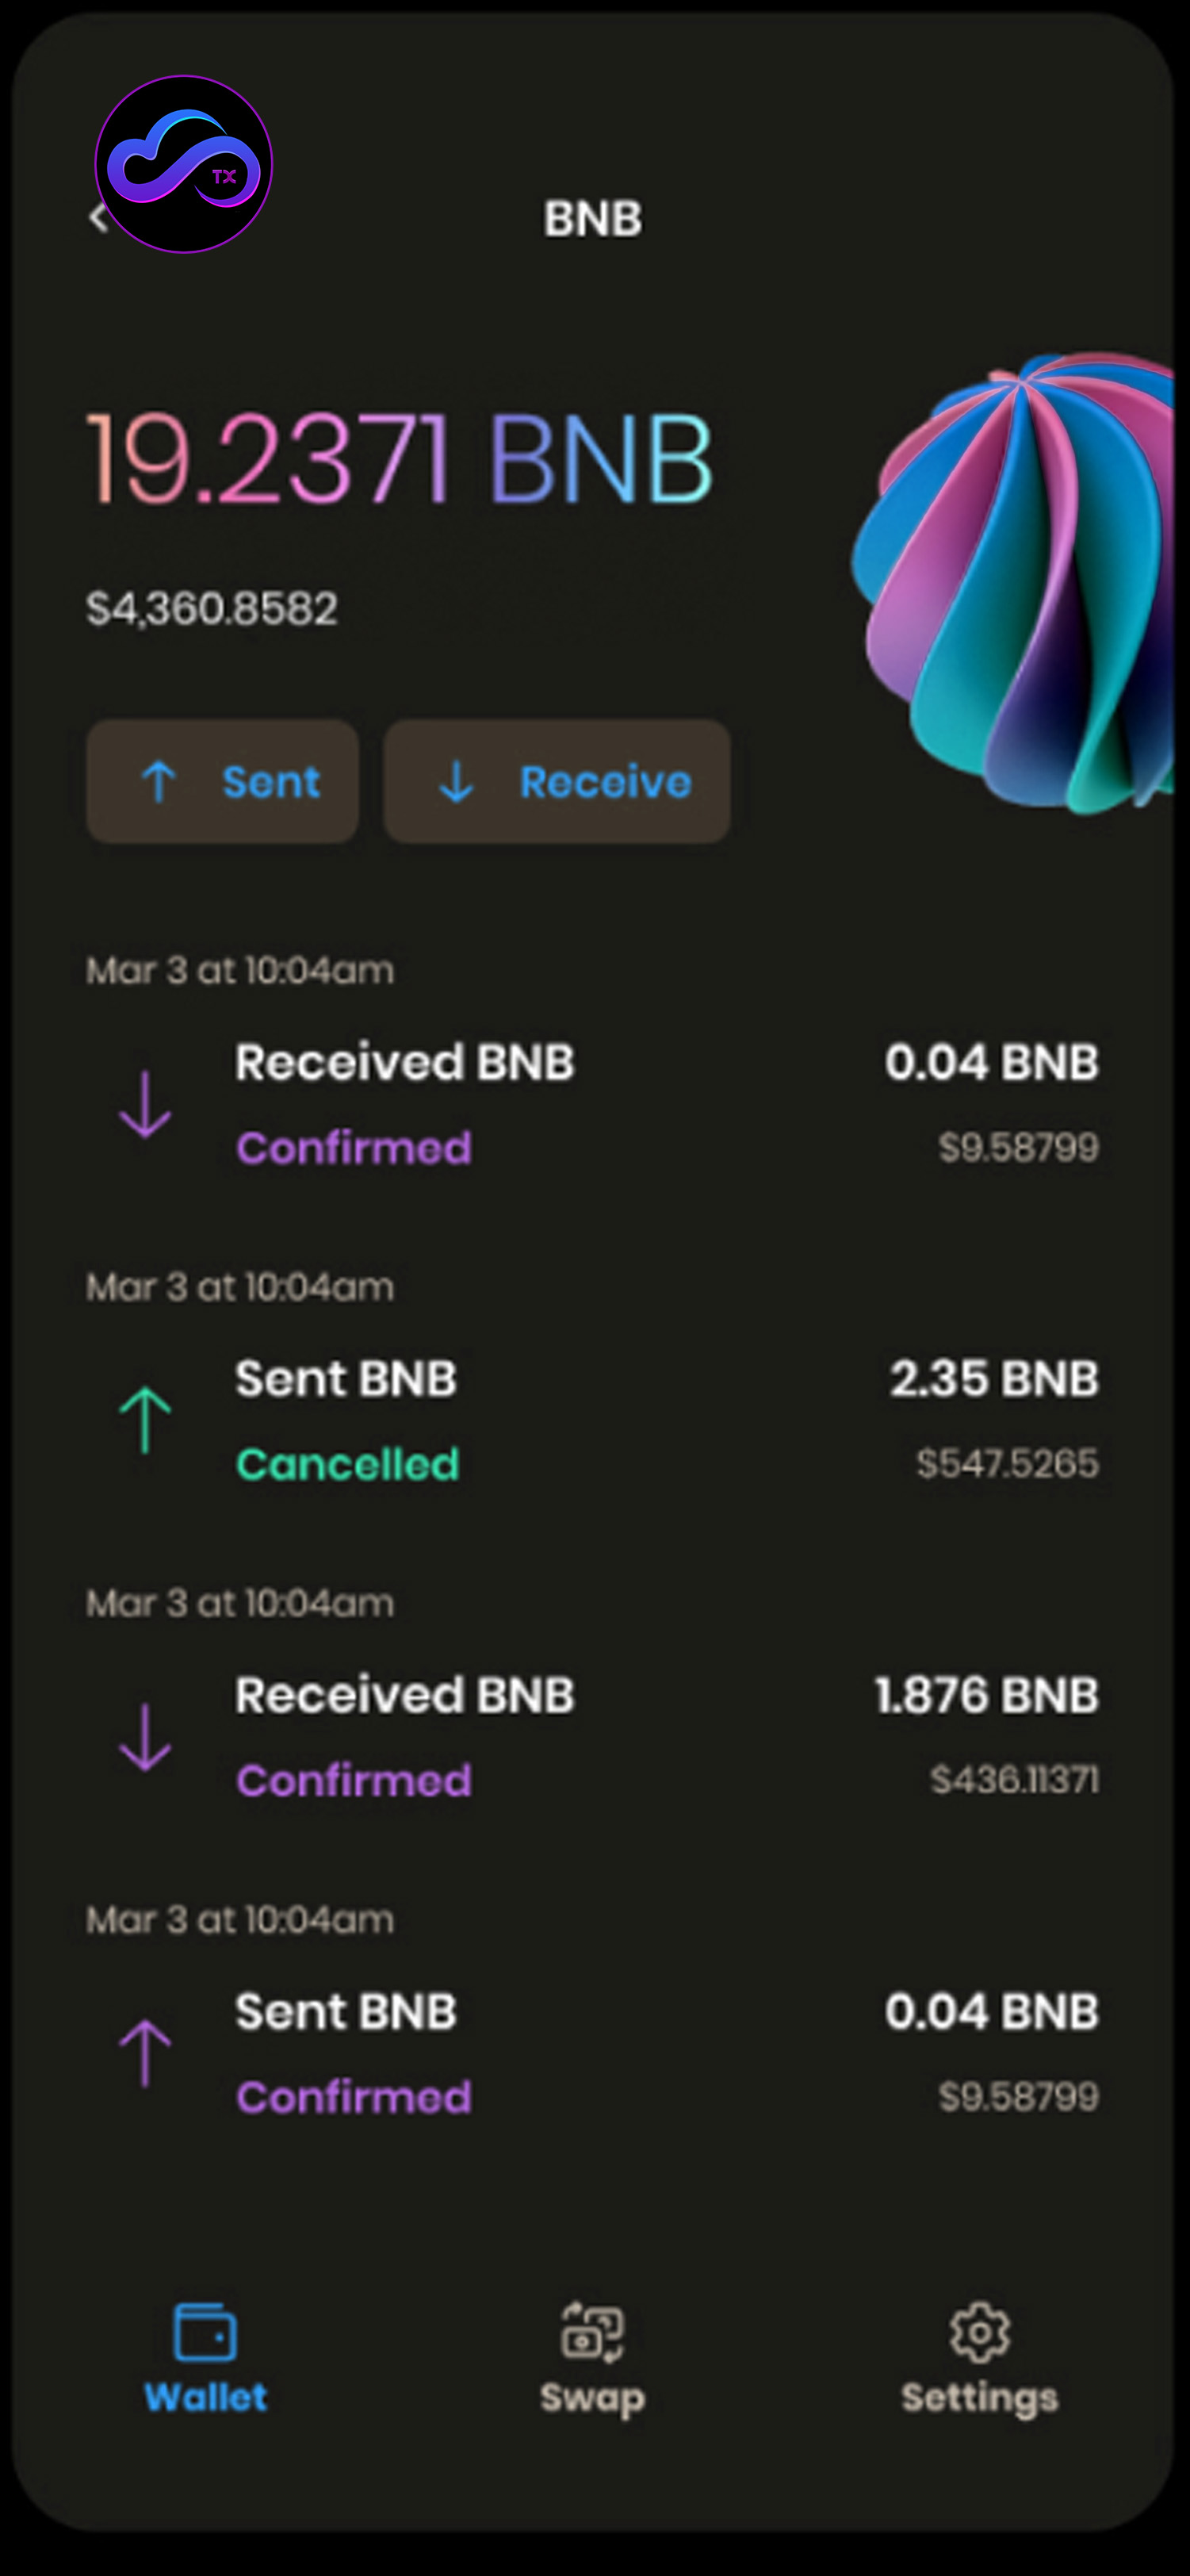 TX
BNB
19.2371 BNB
$4,360.8582
Sent Receive
Mar 3 at 10:04am
Received BNB 0.04 BNB
Confirmed $9.58799
Mar 3 at 10:04am
Sent BNB 2.35 BNB
Cancelled $547.5265
Mar 3 at 10:04am
Received BNB 1.876 BNB
Confirmed $436.11371
Mar 3 at 10:04am
Sent BNB 0.04 BNB
Confirmed $9.58799
Wallet Swap Settings